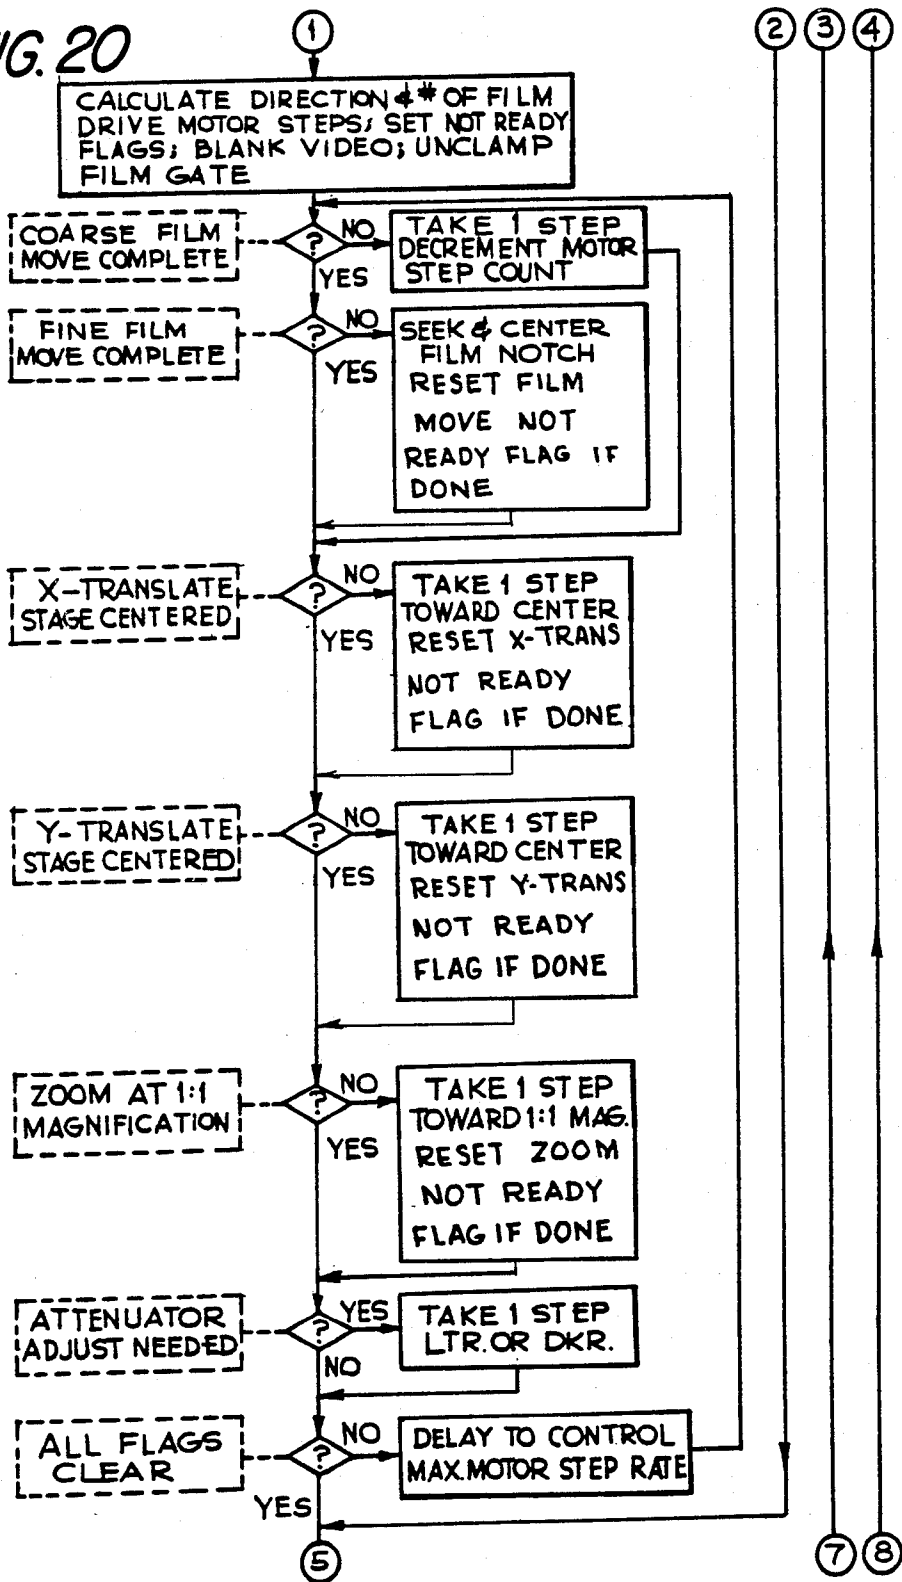 IG. 20
1
2
3
4
CALCULATE DIRECTION & # OF FILM
DRIVE MOTOR STEPS; SET NOT READY
FLAGS; BLANK VIDEO; UNCLAMP
FILM GATE
COARSE FILM
MOVE COMPLETE
?
NO
YES
TAKE 1 STEP
DECREMENT MOTOR
STEP COUNT
FINE FILM
MOVE COMPLETE
?
NO
YES
SEEK & CENTER
FILM NOTCH
RESET FILM
MOVE NOT
READY FLAG IF
DONE
X-TRANSLATE
STAGE CENTERED
?
NO
YES
TAKE 1 STEP
TOWARD CENTER
RESET X-TRANS
NOT READY
FLAG IF DONE
Y-TRANSLATE
STAGE CENTERED
?
NO
YES
TAKE 1 STEP
TOWARD CENTER
RESET Y-TRANS
NOT READY
FLAG IF DONE
ZOOM AT 1:1
MAGNIFICATION
?
NO
YES
TAKE 1 STEP
TOWARD 1:1 MAG.
RESET ZOOM
NOT READY
FLAG IF DONE
ATTENUATOR
ADJUST NEEDED
?
YES
NO
TAKE 1 STEP
LTR. OR DKR.
ALL FLAGS
CLEAR
?
NO
YES
DELAY TO CONTROL
MAX. MOTOR STEP RATE
5
7
8